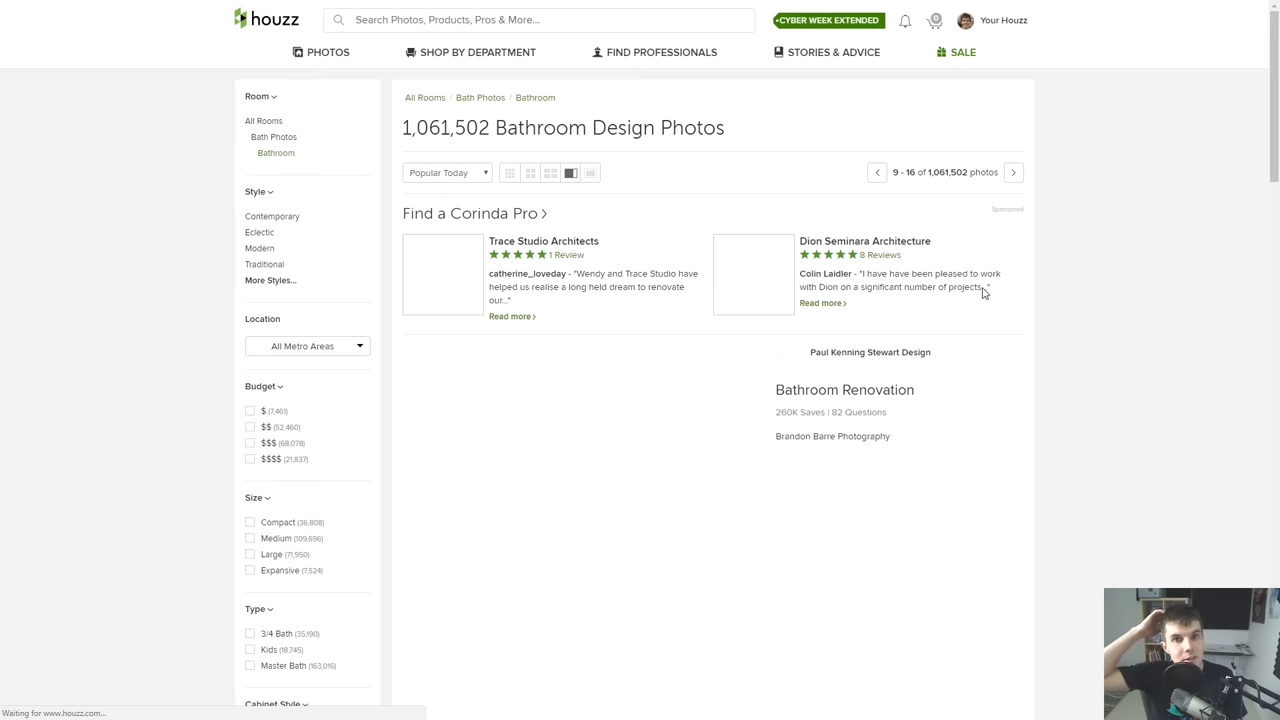 houzz
Search Photos, Products, Pros & More...
CYBER WEEK EXTENDED
0
Your Houzz
PHOTOS
SHOP BY DEPARTMENT
FIND PROFESSIONALS
STORIES & ADVICE
SALE
Room
All Rooms
Bath Photos
Bathroom
Style
Contemporary
Eclectic
Modern
Traditional
More Styles...
Location
All Metro Areas
Budget
$ (7,461)
$$ (52,460)
$$$ (68,078)
$$$$ (21,837)
Size
Compact (36,808)
Medium (109,696)
Large (71,950)
Expansive (7,524)
Type
3/4 Bath (35,190)
Kids (18,745)
Master Bath (163,016)
Cabinet Style
All Rooms / Bath Photos / Bathroom
1,061,502 Bathroom Design Photos
Popular Today
9 - 16 of 1,061,502 photos
Find a Corinda Pro
Sponsored
Trace Studio Architects
1 Review
catherine_loveday - "Wendy and Trace Studio have
helped us realise a long held dream to renovate
our..."
Read more
Dion Seminara Architecture
8 Reviews
Colin Laidler - "I have have been pleased to work
with Dion on a significant number of projects..."
Read more
Paul Kenning Stewart Design
Bathroom Renovation
260K Saves | 82 Questions
Brandon Barre Photography
Waiting for www.houzz.com...